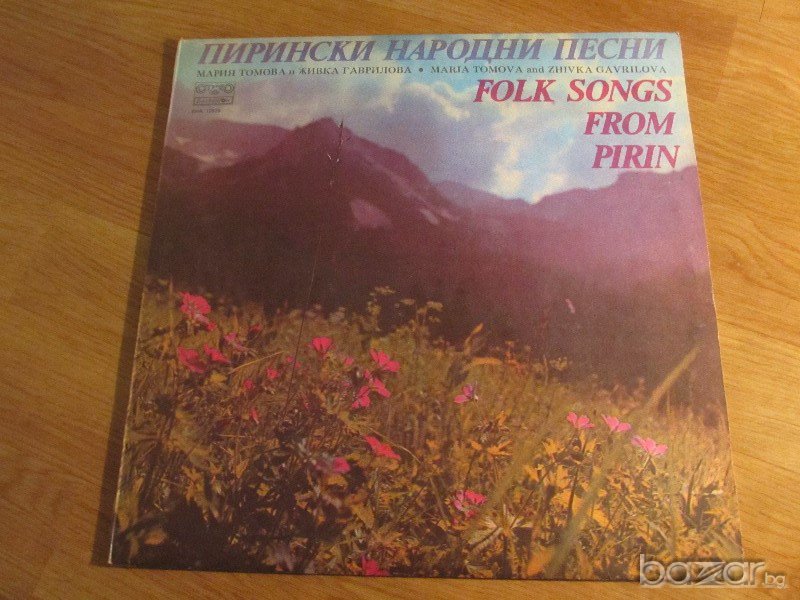 ПИРИНСКИ НАРОДНИ ПЕСНИ
МАРИЯ ТОМОВА и ЖИВКА ГАВРИЛОВА • MARIA TOMOVA and ZHIVKA GAVRILOVA
FOLK SONGS
FROM
PIRIN
bazar.bg